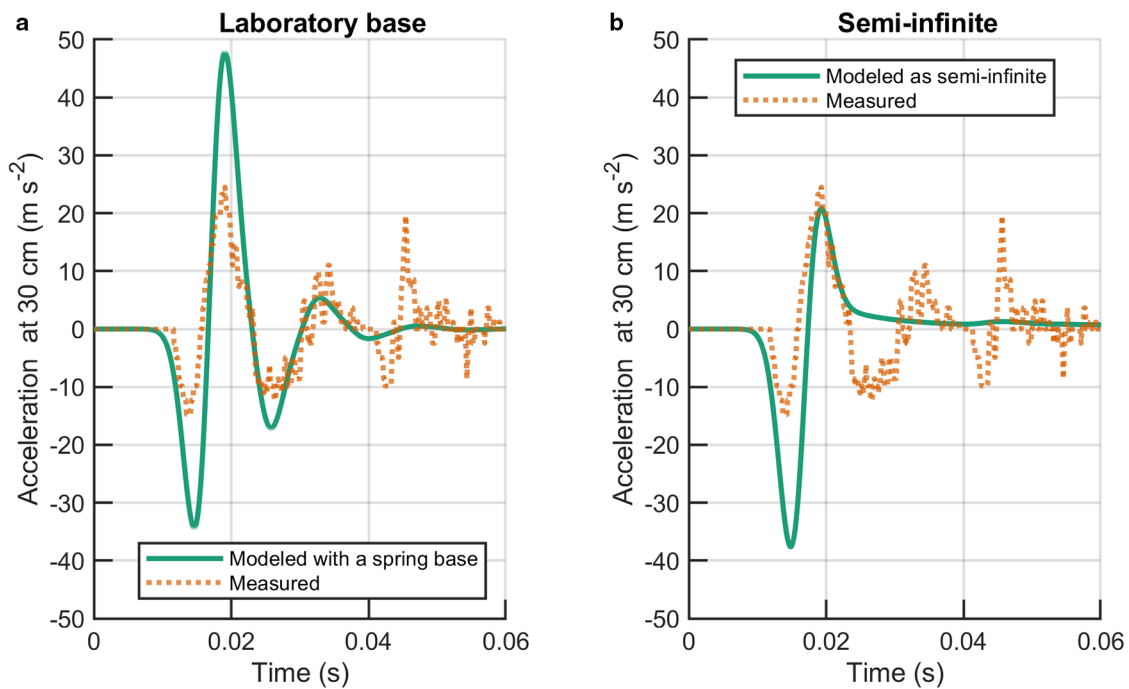 a
Laboratory base
50
40
30
20
10
0
-10
-20
-30
-40
-50
Acceleration at 30 cm (m s-2)
Modeled with a spring base
Measured
0
0.02
0.04
0.06
Time (s)
b
Semi-infinite
50
40
30
20
10
0
-10
-20
-30
-40
-50
Acceleration at 30 cm (m s-2)
Modeled as semi-infinite
Measured
0
0.02
0.04
0.06
Time (s)